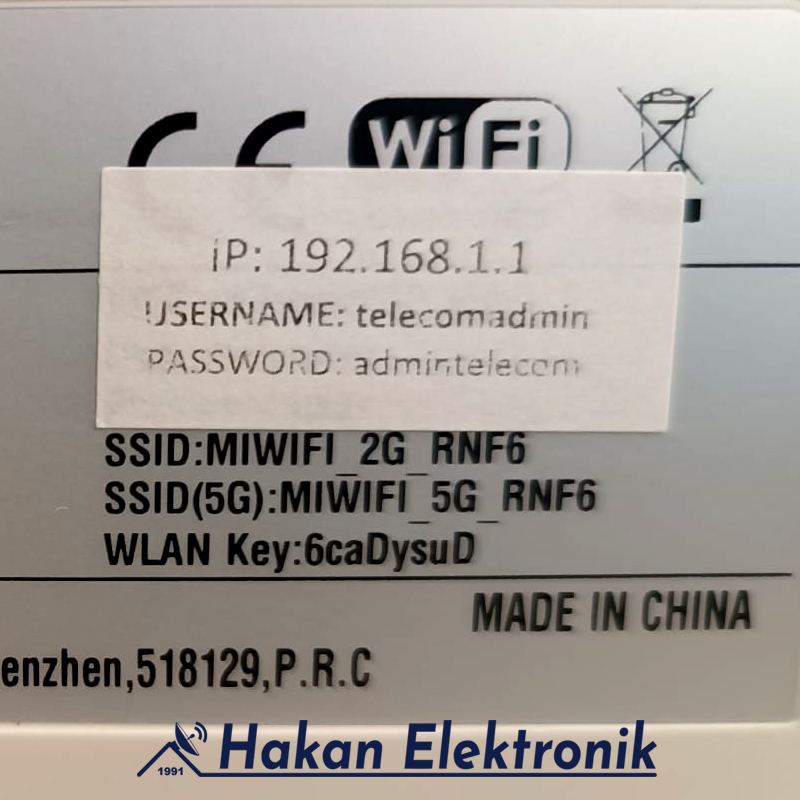 CE WiFi
iP: 192.168.1.1
USERNAME: telecomadmin
PASSWORD: admintelecom
SSID:MIWIFI_2G_RNF6
SSID(5G):MIWIFI_5G_RNF6
WLAN Key:6caDysuD
MADE IN CHINA
enzhen,518129,P.R.C
1991 Hakan Elektronik